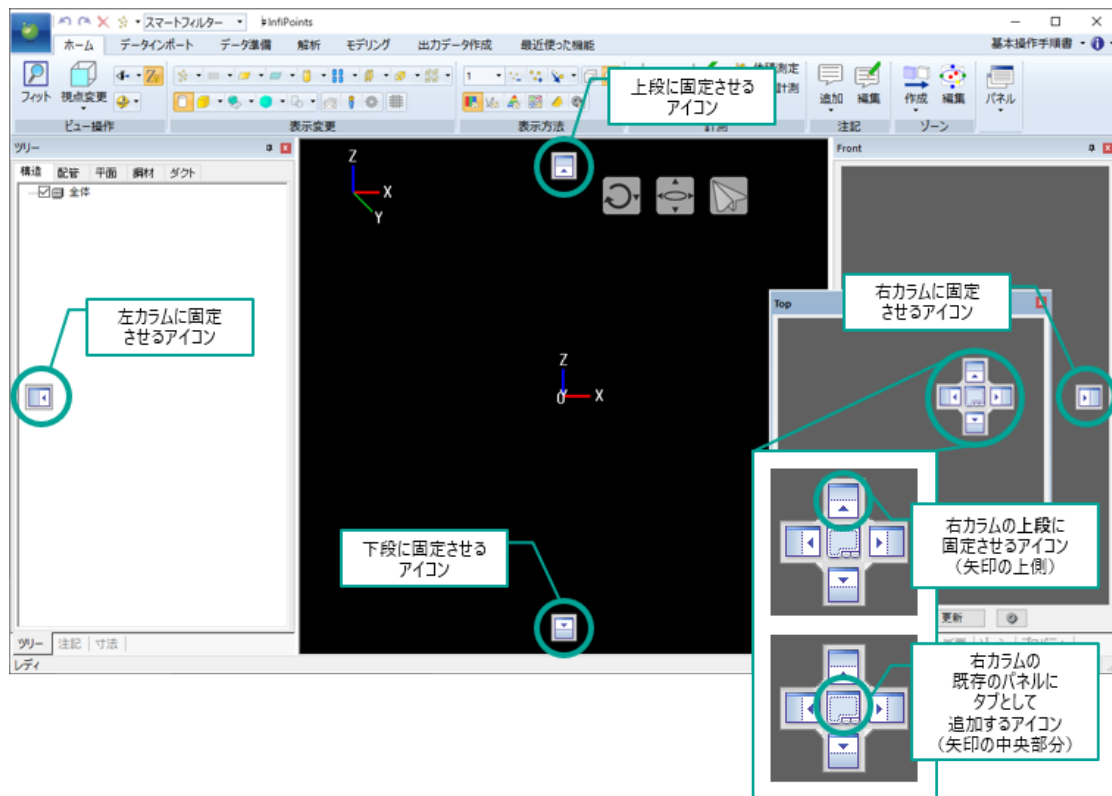 スマートフィルター
InfiPoints
ホーム データインポート データ準備 解析 モデリング 出力データ作成 最近使った機能 基本操作手順書
フィット 視点変更
1
追加 編集 作成 編集 パネル
ビュー操作 表示変更 表示方法 注記 ゾーン
上段に固定させる
アイコン
ツリー
Front
構造 配管 平面 鋼材 ダクト
全体
Z
X
Y
Top
右カラムに固定
させるアイコン
左カラムに固定
させるアイコン
Z
X
右カラムの上段に
固定させるアイコン
(矢印の上側)
下段に固定させる
アイコン
更新
ツリー 注記 寸法
レディ
右カラムの
既存のパネルに
タブとして
追加するアイコン
(矢印の中央部分)